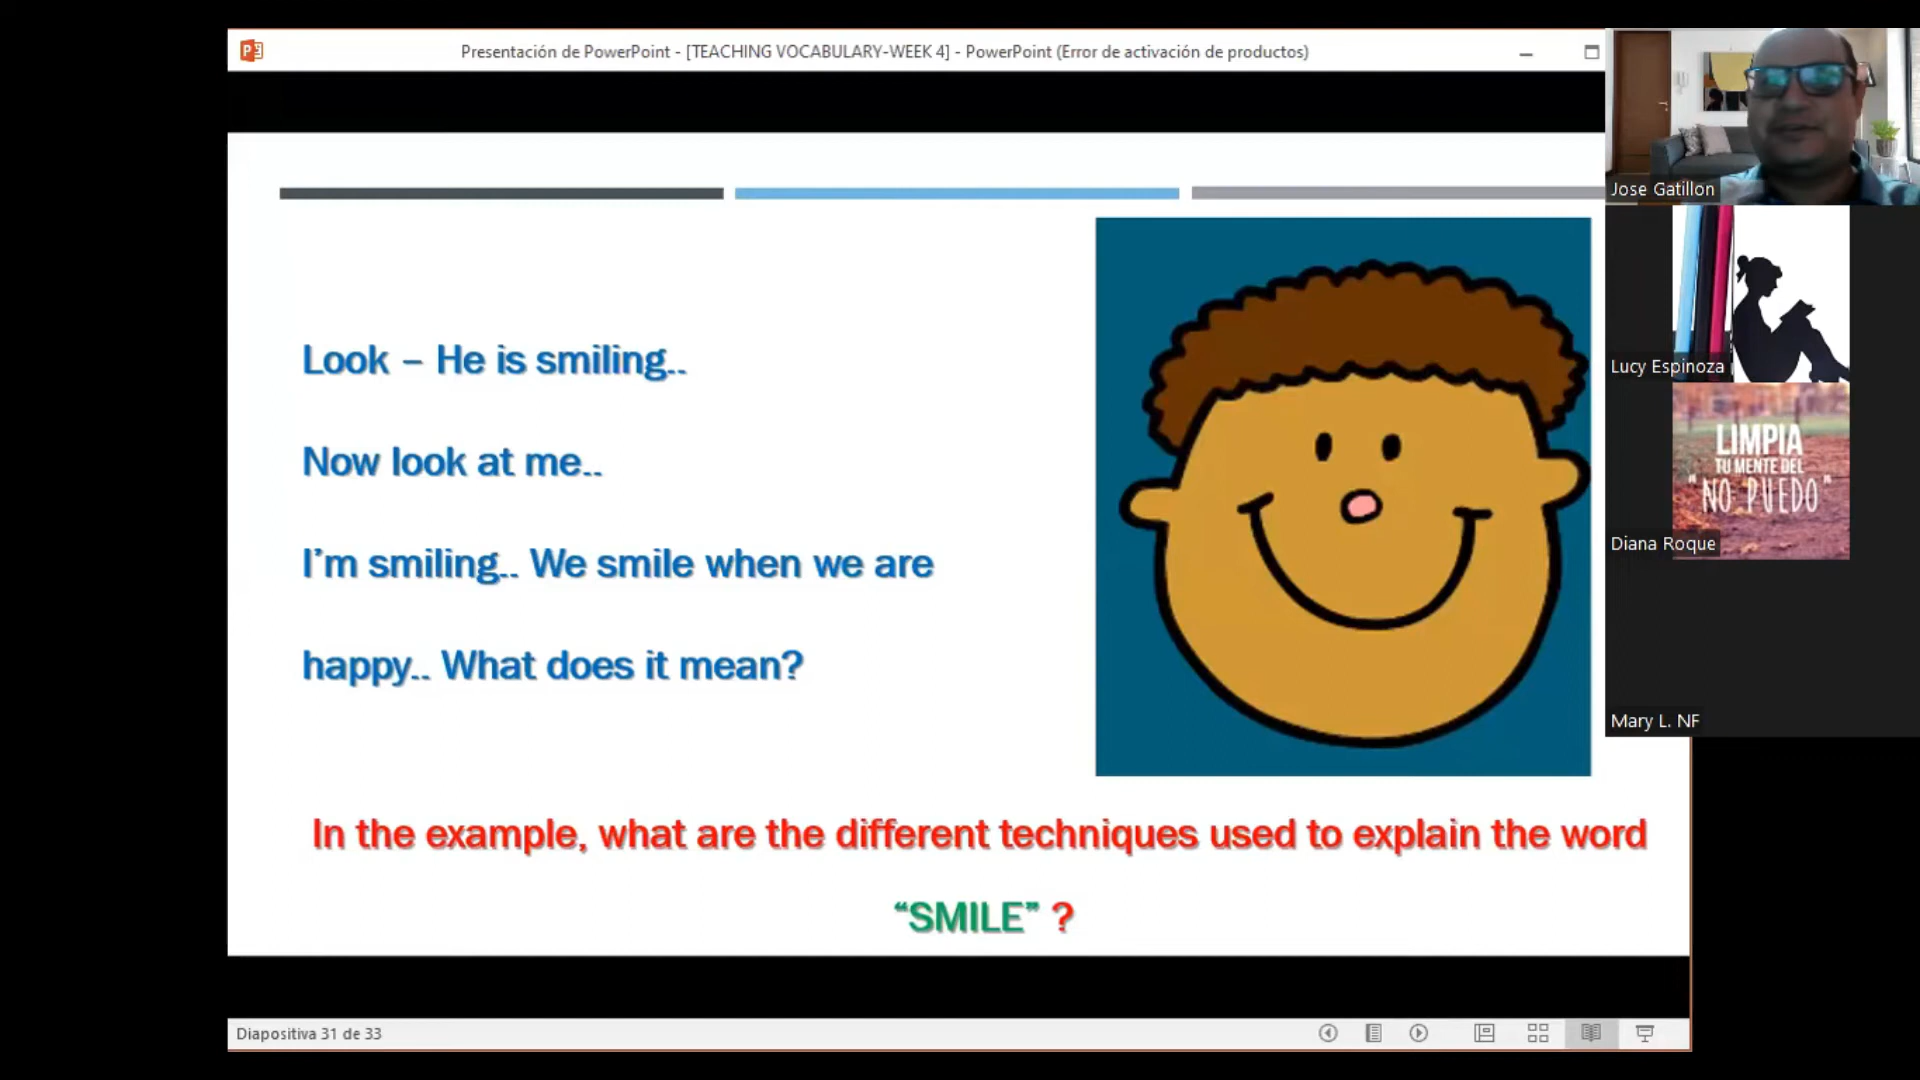 Presentación de PowerPoint - [TEACHING VOCABULARY-WEEK 4] - PowerPoint (Error de activación de productos)
Look – He is smiling..
Now look at me..
I'm smiling.. We smile when we are
happy.. What does it mean?
In the example, what are the different techniques used to explain the word
“SMILE” ?
Diapositiva 31 de 33
Jose Gatillon
Lucy Espinoza
LIMPIA
TU MENTE DEL
"NO PUEDO"
Diana Roque
Mary L. NF